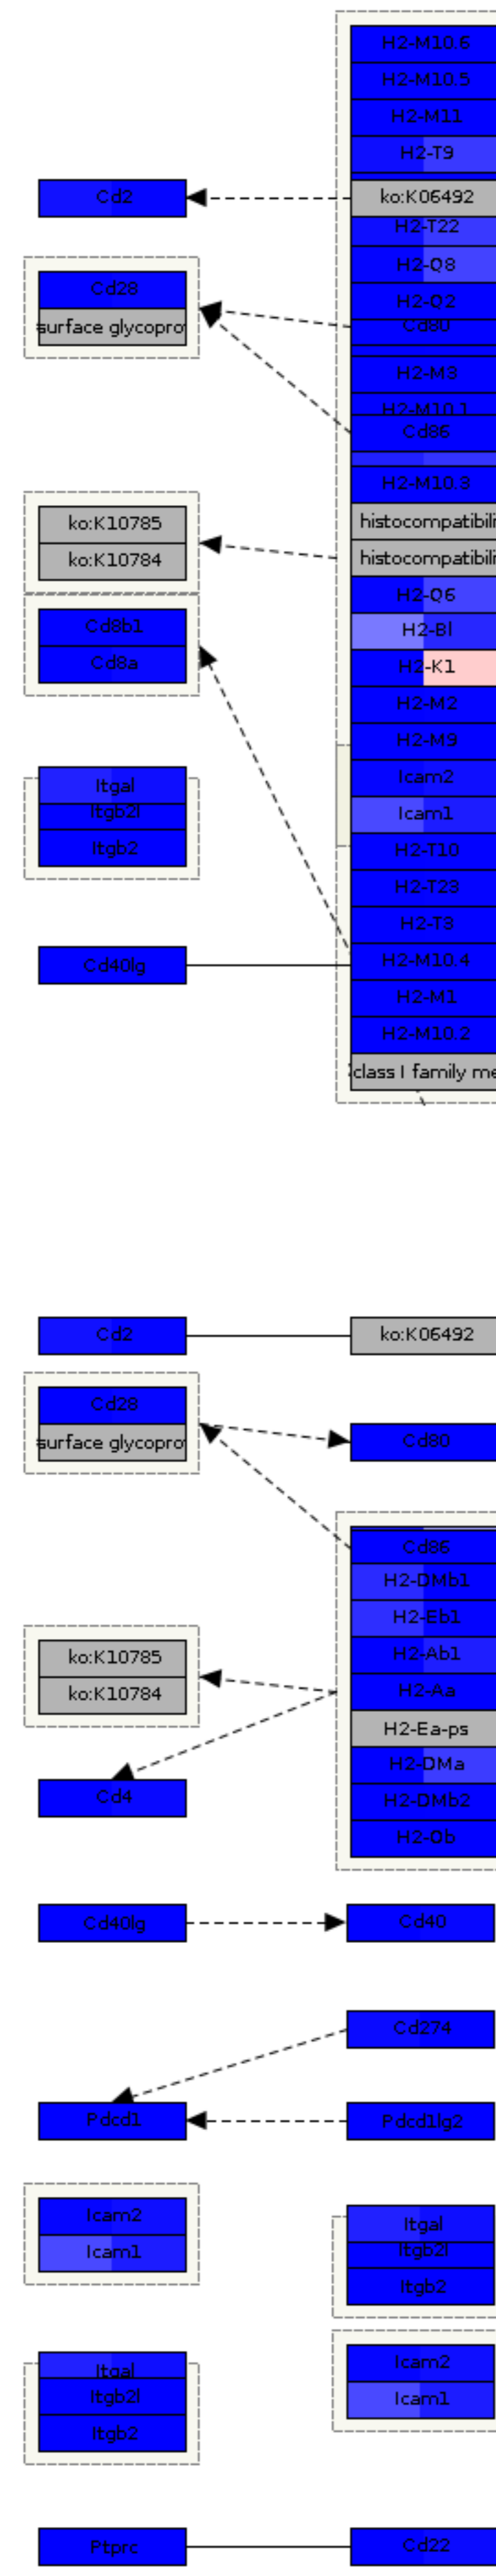 H2-M10.6
H2-M10.5
H2-M11
H2-T9
Cd2
ko:K06492
H2-T22
H2-Q8
Cd28
surface glycopro
H2-Q2
Cd80
H2-M3
H2-M10.1
Cd86
H2-M10.3
ko:K10785
ko:K10784
histocompatibili
histocompatibili
H2-Q6
Cd8b1
Cd8a
H2-Bl
H2-K1
H2-M2
H2-M9
Itgal
Itgb2l
Itgb2
Icam2
Icam1
H2-T10
H2-T23
H2-T3
Cd40lg
H2-M10.4
H2-M1
H2-M10.2
class I family me
Cd2
ko:K06492
Cd28
surface glycopro
Cd80
Cd86
H2-DMb1
H2-Eb1
H2-Ab1
ko:K10785
ko:K10784
H2-Aa
H2-Ea-ps
H2-DMa
Cd4
H2-DMb2
H2-Ob
Cd40lg
Cd40
Cd274
Pdcd1
Pdcd1lg2
Icam2
Icam1
Itgal
Itgb2l
Itgb2
Itgal
Itgb2l
Itgb2
Icam2
Icam1
Ptprc
Cd22